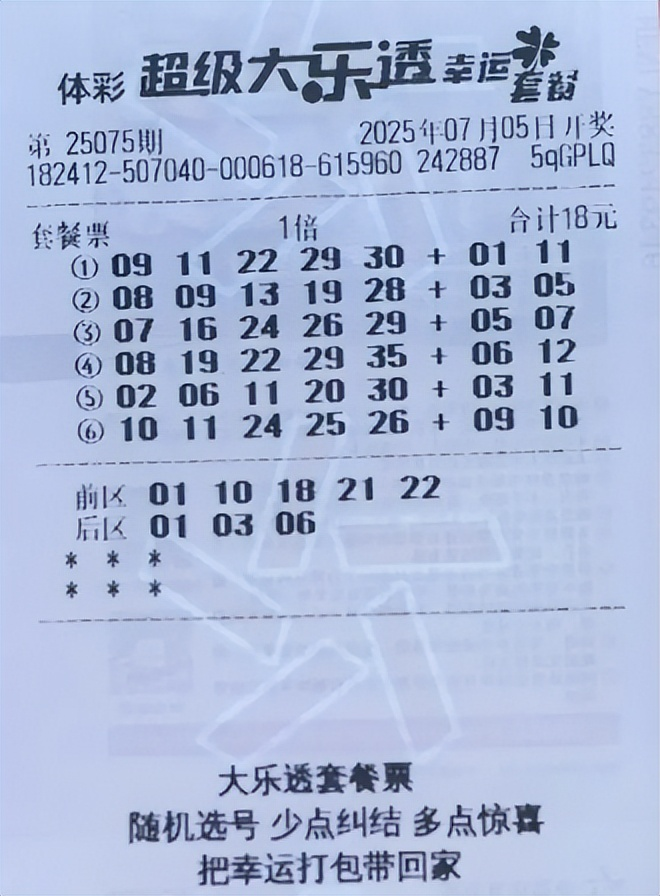 体彩 超级大乐透 幸运套餐
第 25075期 2025年07月05日开奖
182412-507040-000618-615960 242887 5qGPLQ
套餐票 1倍 合计18元
① 09 11 22 29 30 + 01 11
② 08 09 13 19 28 + 03 05
③ 07 16 24 26 29 + 05 07
④ 08 19 22 29 35 + 06 12
⑤ 02 06 11 20 30 + 03 11
⑥ 10 11 24 25 26 + 09 10
前区 01 10 18 21 22
后区 01 03 06
* * *
* * *
大乐透套餐票
随机选号 少点纠结 多点惊喜
把幸运打包带回家